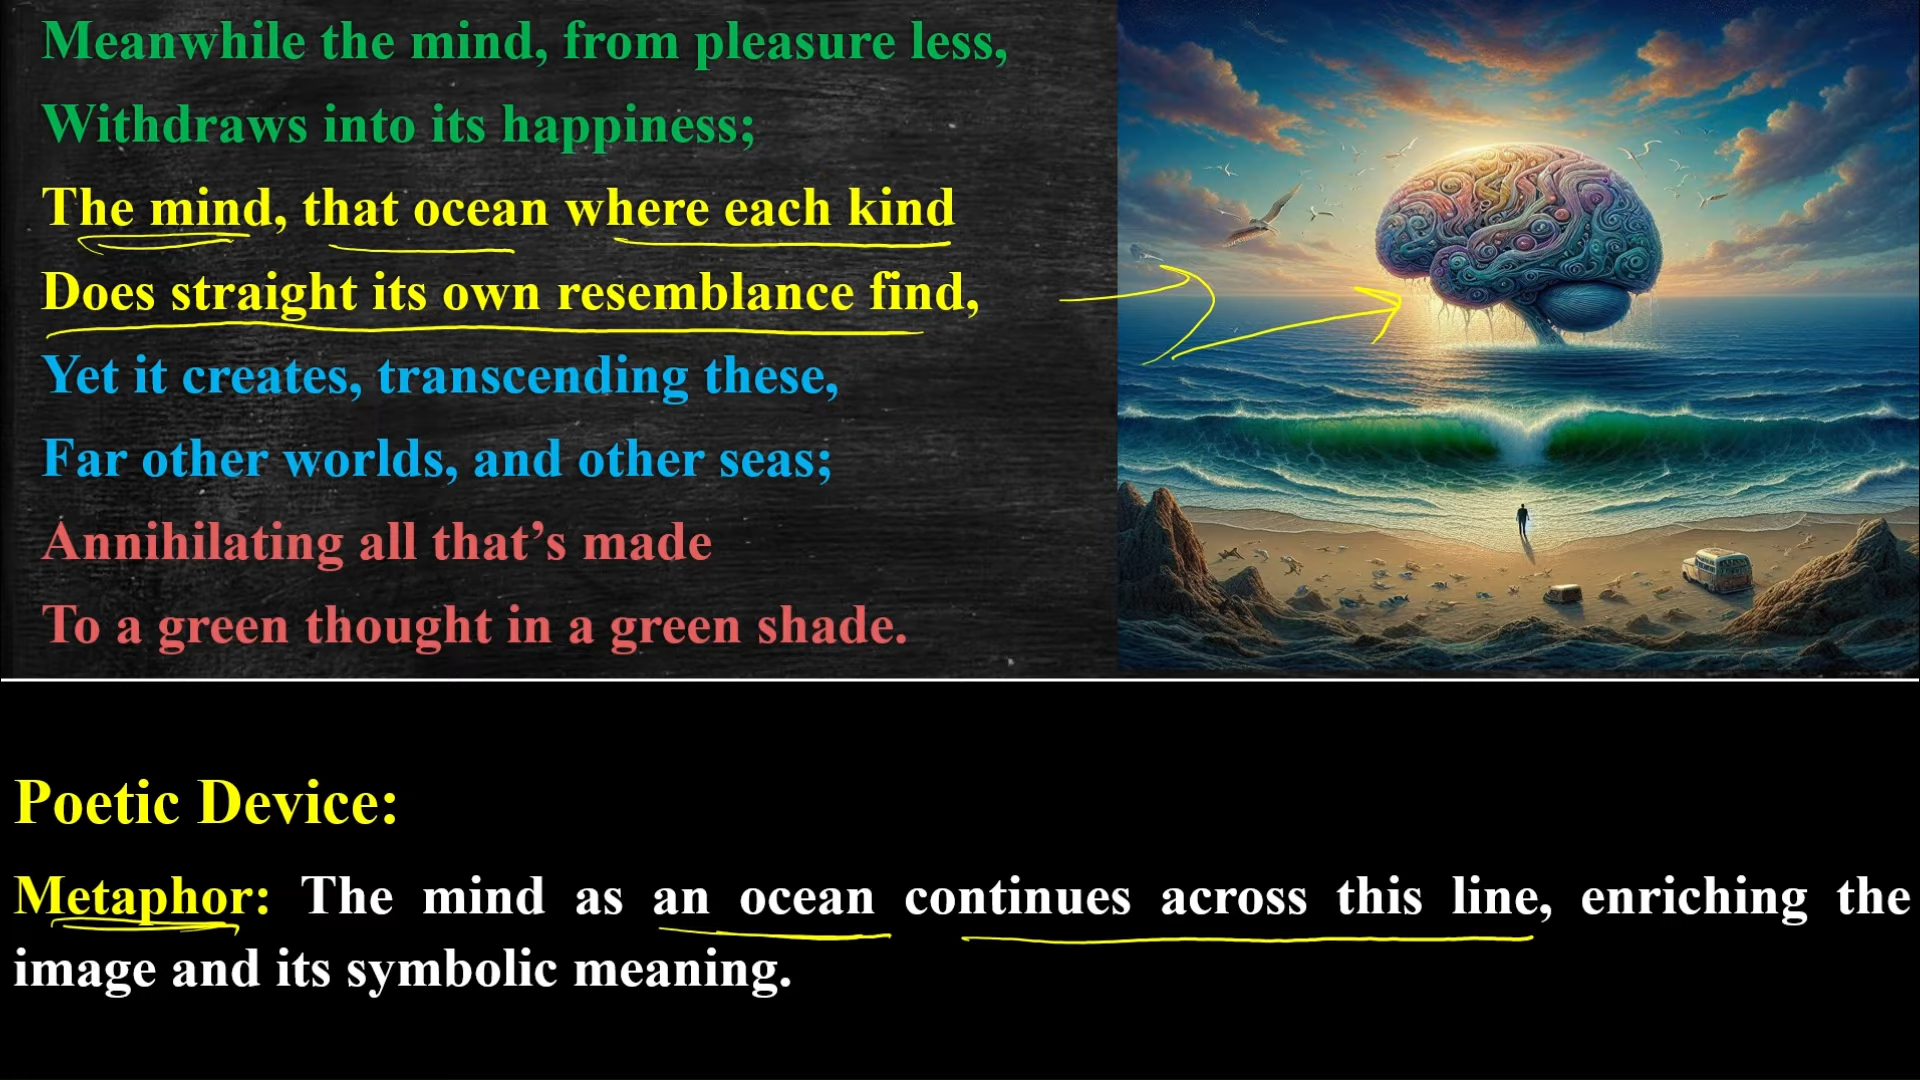 Meanwhile the mind, from pleasure less,
Withdraws into its happiness;
The mind, that ocean where each kind
Does straight its own resemblance find,
Yet it creates, transcending these,
Far other worlds, and other seas;
Annihilating all that’s made
To a green thought in a green shade.
Poetic Device:
Metaphor: The mind as an ocean continues across this line, enriching the
image and its symbolic meaning.